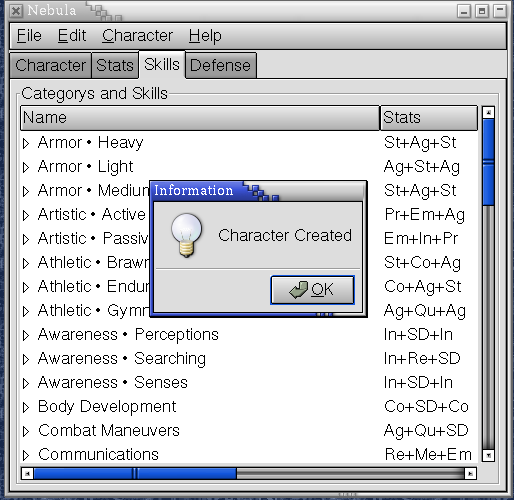 Nebula
File Edit Character Help
Character Stats Skills Defense
Categorys and Skills
Name Stats
Armor • Heavy St+Ag+St
Armor • Light Ag+St+Ag
Armor • Medium St+Ag+St
Artistic • Active Pr+Em+Ag
Artistic • Passiv Em+In+Pr
Athletic • Brawn St+Co+Ag
Athletic • Endur Co+Ag+St
Athletic • Gymn Ag+Qu+Ag
Awareness • Perceptions In+SD+In
Awareness • Searching In+Re+SD
Awareness • Senses In+SD+In
Body Development Co+SD+Co
Combat Maneuvers Ag+Qu+SD
Communications Re+Me+Em
Information
Character Created
OK